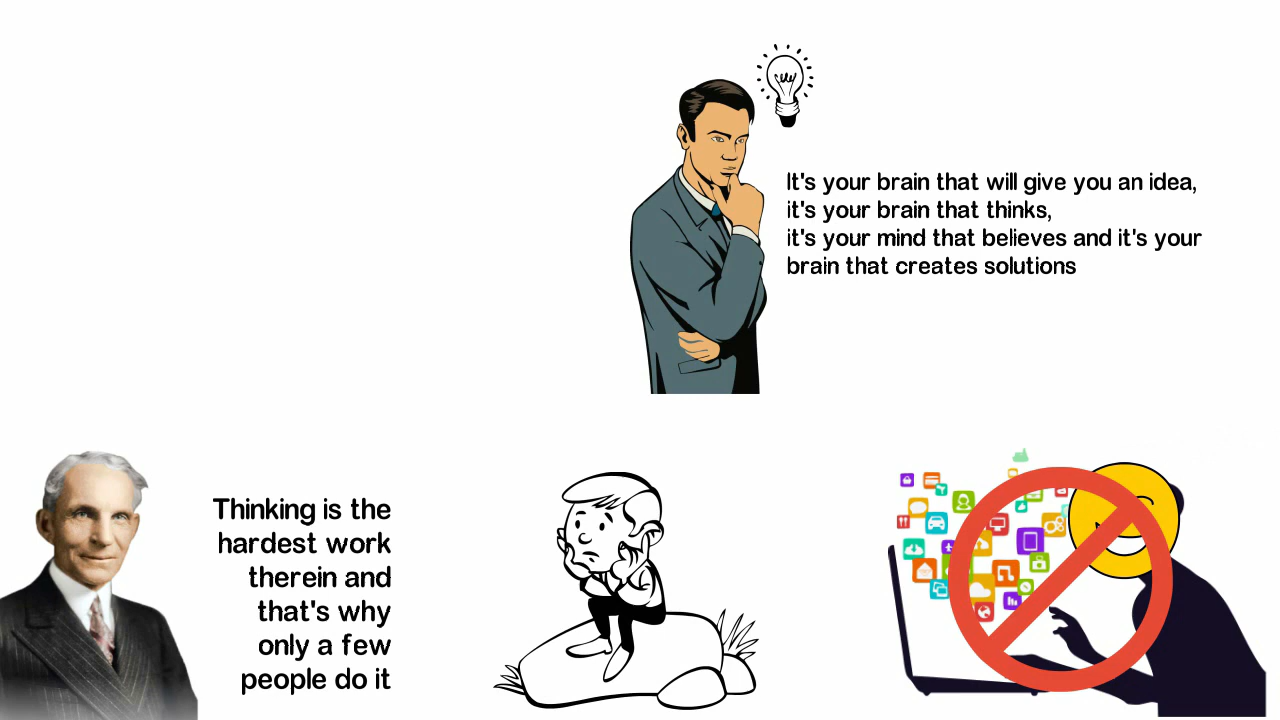 It's your brain that will give you an idea,
it's your brain that thinks,
it's your mind that believes and it's your
brain that creates solutions
Thinking is the
hardest work
therein and
that's why
only a few
people do it